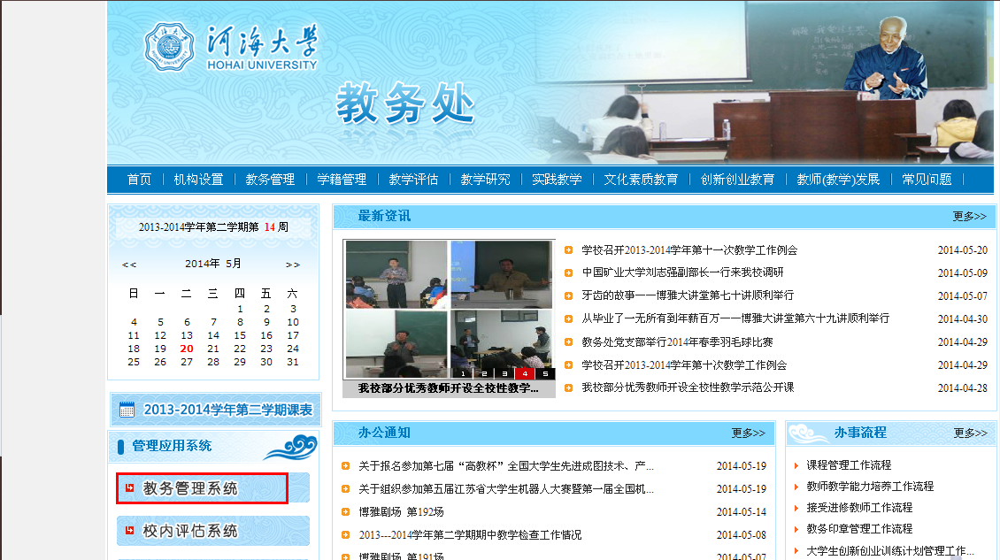 河海大学
HOHAI UNIVERSITY
教务处
首页 机构设置 教务管理 学籍管理 教学评估 教学研究 实践教学 文化素质教育 创新创业教育 教师(教学)发展 常见问题
2013-2014学年第二学期第 14 周
<< 2014年 5月 >>
日 一 二 三 四 五 六
1 2 3
4 5 6 7 8 9 10
11 12 13 14 15 16 17
18 19 20 21 22 23 24
25 26 27 28 29 30 31
2013-2014学年第二学期课表
管理应用系统
教务管理系统
校内评估系统
最新资讯 更多>>
1 2 3 4 5
我校部分优秀教师开设全校性教学...
学校召开2013-2014学年第十一次教学工作例会 2014-05-20
中国矿业大学刘志强副部长一行来我校调研 2014-05-09
牙齿的故事——博雅大讲堂第七十讲顺利举行 2014-05-07
从毕业了一无所有到年薪百万——博雅大讲堂第六十九讲顺利举行 2014-04-30
教务处党支部举行2014年春季羽毛球比赛 2014-04-29
学校召开2013-2014学年第十次教学工作例会 2014-04-29
我校部分优秀教师开设全校性教学示范公开课 2014-04-28
办公通知 更多>>
关于报名参加第七届“高教杯”全国大学生先进成图技术、产... 2014-05-19
关于组织参加第五届江苏省大学生机器人大赛暨第一届全国机... 2014-05-19
博雅剧场 第192场 2014-05-14
2013---2014学年第二学期期中教学检查工作情况 2014-05-08
博雅剧场 第191场 2014-05-07
办事流程 更多>>
课程管理工作流程
教师教学能力培养工作流程
接受进修教师工作流程
教务印章管理工作流程
大学生创新创业训练计划管理工作...